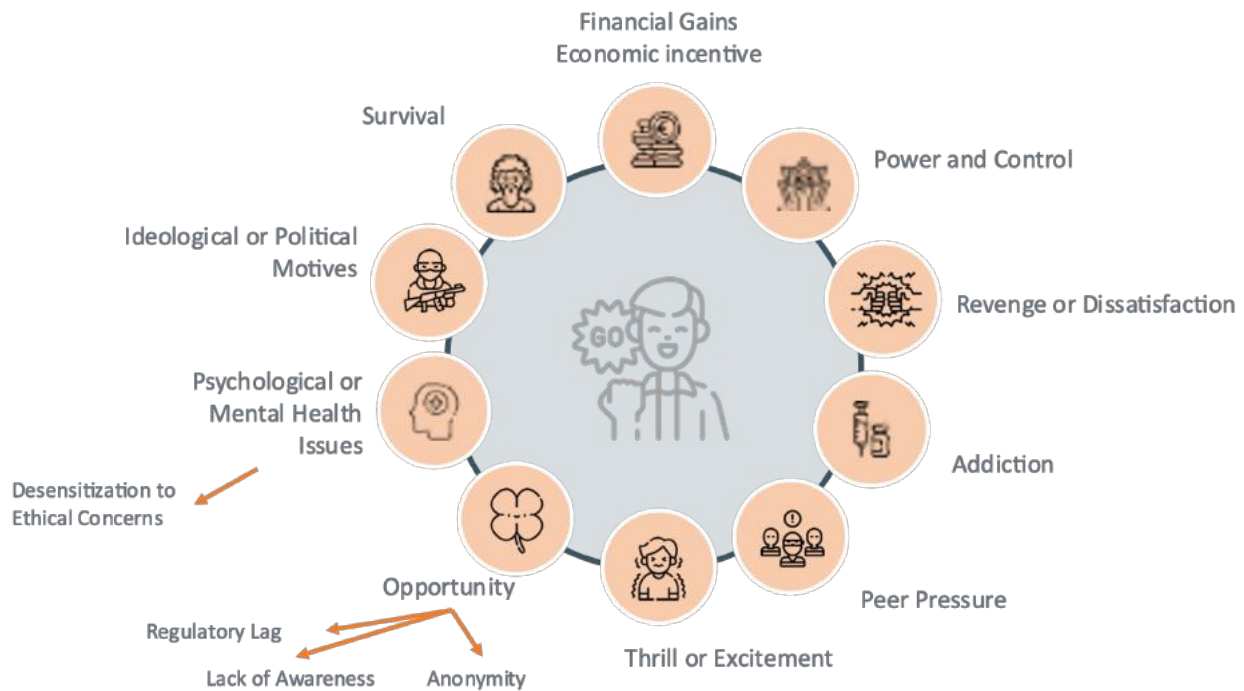 Financial Gains
Economic incentive
Survival
Power and Control
Ideological or Political
Motives
Revenge or Dissatisfaction
GO
Psychological or
Mental Health
Issues
Addiction
Desensitization to
Ethical Concerns
Opportunity
Peer Pressure
Regulatory Lag
Thrill or Excitement
Lack of Awareness
Anonymity